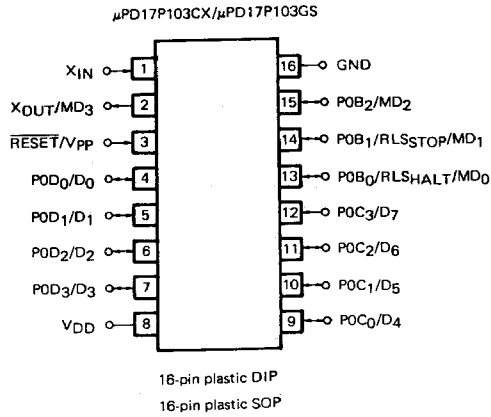 μPD17P103CX/μPD17P103GS
XIN 1 16 GND
XOUT/MD3 2 15 P0B2/MD2
RESET/VPP 3 14 P0B1/RLSSTOP/MD1
P0D0/D0 4 13 P0B0/RLSHALT/MD0
P0D1/D1 5 12 P0C3/D7
P0D2/D2 6 11 P0C2/D6
P0D3/D3 7 10 P0C1/D5
VDD 8 9 P0C0/D4
16-pin plastic DIP
16-pin plastic SOP